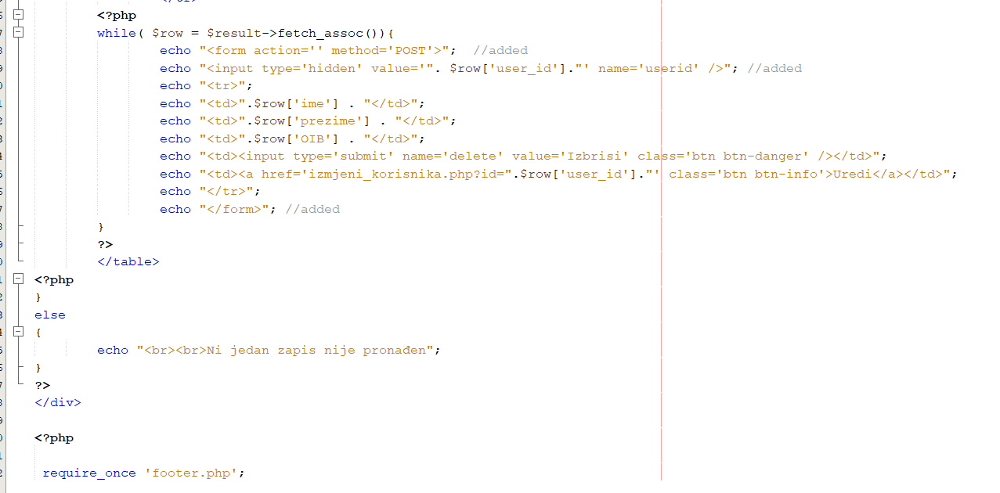 <?php
while( $row = $result->fetch_assoc()){
echo "<form action='' method='POST'>";  //added
echo "<input type='hidden' value='". $row['user_id']."' name='userid' />"; //added
echo "<tr>";
echo "<td>".$row['ime'] . "</td>";
echo "<td>".$row['prezime'] . "</td>";
echo "<td>".$row['OIB'] . "</td>";
echo "<td><input type='submit' name='delete' value='Izbrisi' class='btn btn-danger' /></td>";
echo "<td><a href='izmjeni_korisnika.php?id=".$row['user_id']."' class='btn btn-info'>Uredi</a></td>";
echo "</tr>";
echo "</form>"; //added
}
?>
</table>
<?php
}
else
{
echo "<br><br>Ni jedan zapis nije pronađen";
}
?>
</div>
<?php
require_once 'footer.php';